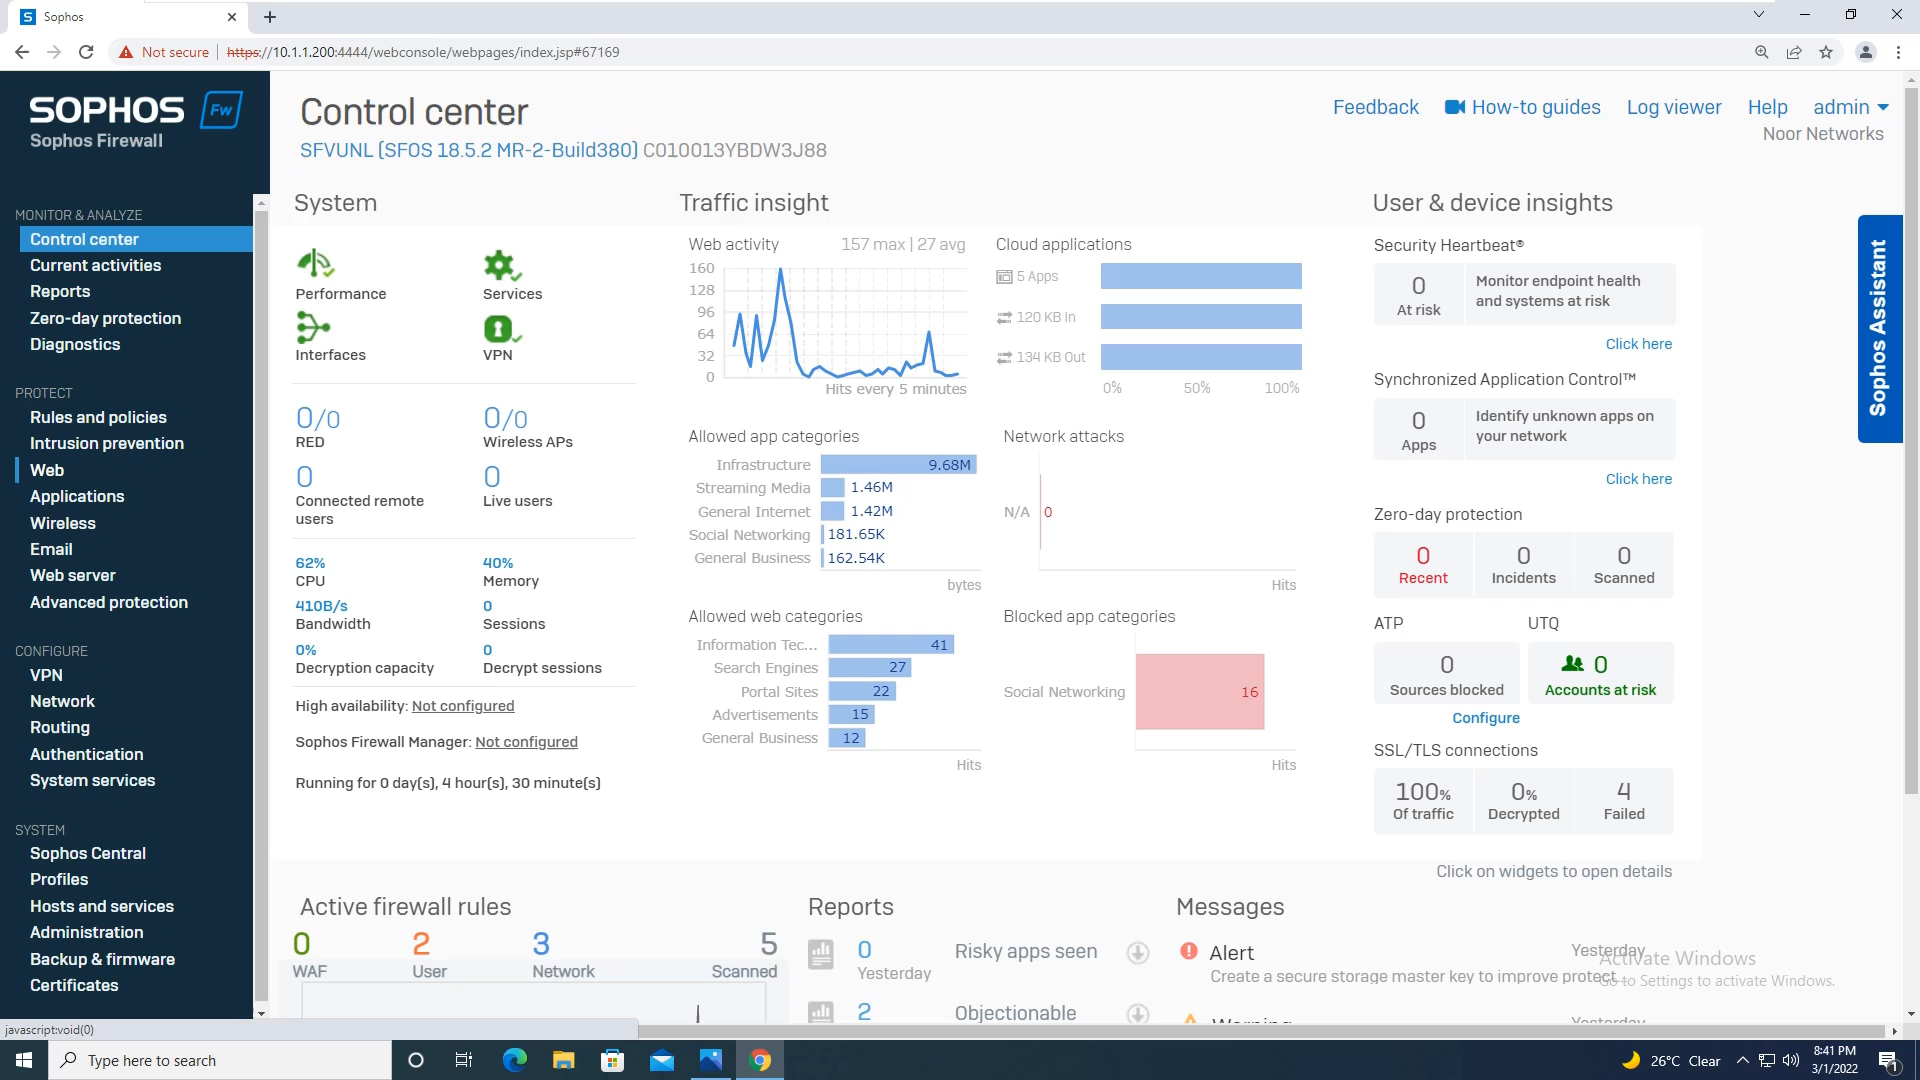 Sophos
Not secure
https://10.1.1.200:4444/webconsole/webpages/index.jsp#67169
SOPHOS Fw
Sophos Firewall
MONITOR & ANALYZE
Control center
Current activities
Reports
Zero-day protection
Diagnostics
PROTECT
Rules and policies
Intrusion prevention
Web
Applications
Wireless
Email
Web server
Advanced protection
CONFIGURE
VPN
Network
Routing
Authentication
System services
SYSTEM
Sophos Central
Profiles
Hosts and services
Administration
Backup & firmware
Certificates
javascript:void(0)
Control center
SFVUNL (SFOS 18.5.2 MR-2-Build380) C010013YBDW3J88
Feedback How-to guides Log viewer Help admin
Noor Networks
System
Performance Services
Interfaces VPN
0/0 0/0
RED Wireless APs
0 0
Connected remote users Live users
62% 40%
CPU Memory
410B/s 0
Bandwidth Sessions
0% 0
Decryption capacity Decrypt sessions
High availability: Not configured
Sophos Firewall Manager: Not configured
Running for 0 day(s), 4 hour(s), 30 minute(s)
Traffic insight
Web activity 157 max | 27 avg
160
128
96
64
32
0
Hits every 5 minutes
Cloud applications
5 Apps
120 KB In
134 KB Out
0% 50% 100%
Allowed app categories
Infrastructure 9.68M
Streaming Media 1.46M
General Internet 1.42M
Social Networking 181.65K
General Business 162.54K
bytes
Network attacks
N/A 0
Hits
Allowed web categories
Information Tec... 41
Search Engines 27
Portal Sites 22
Advertisements 15
General Business 12
Hits
Blocked app categories
Social Networking 16
Hits
User & device insights
Security Heartbeat®
0
At risk
Monitor endpoint health
and systems at risk
Click here
Synchronized Application Control™
0
Apps
Identify unknown apps on
your network
Click here
Zero-day protection
0 0 0
Recent Incidents Scanned
ATP UTQ
0 0
Sources blocked Accounts at risk
Configure
SSL/TLS connections
100% 0% 4
Of traffic Decrypted Failed
Click on widgets to open details
Sophos Assistant
Active firewall rules
0 2 3 5
WAF User Network Scanned
Reports
0 Risky apps seen
Yesterday
2 Objectionable
Messages
Alert Yesterday
Create a secure storage master key to improve protect...
Warning Yesterday
Activate Windows
Go to Settings to activate Windows.
Type here to search
26°C Clear
8:41 PM
3/1/2022
1